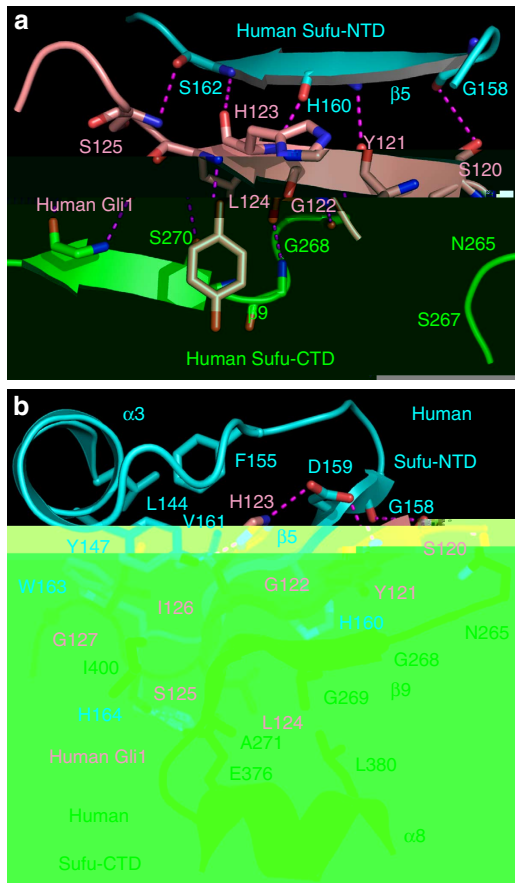 a
Human Sufu-NTD
S162
β5
G158
H123
H160
S125
Y121
S120
L124
Human Gli1
G122
S270
G268
N265
β9
S267
Human Sufu-CTD
b
α3
Human
F155
D159
Sufu-NTD
L144
H123
G158
V161
β5
Y147
S120
W163
G122
Y121
I126
H160
N265
G127
I400
G268
S125
G269
β9
H164
L124
A271
Human Gli1
E376
L380
Human
α8
Sufu-CTD